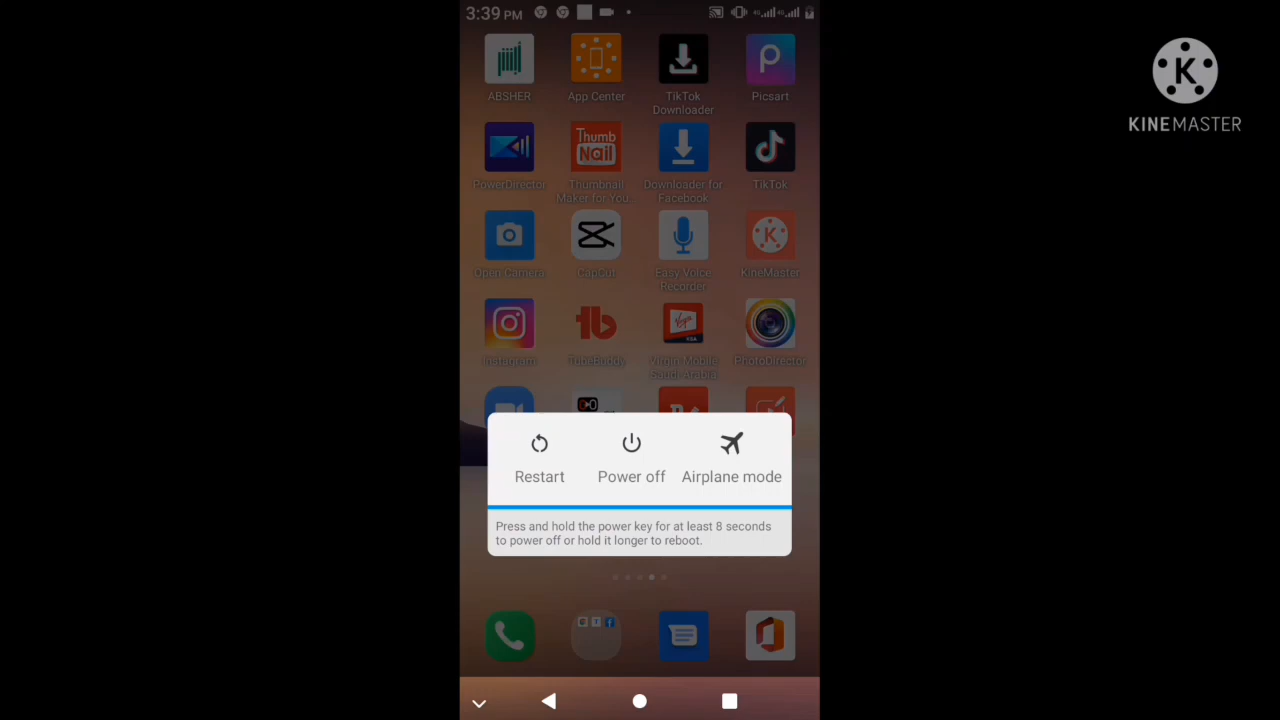 3:39 PM
K
KINEMASTER
ABSHER
App Center
TikTok
Downloader
Picsart
PowerDirector
Thumb
Nail
Thumbnail
Maker for You
Downloader for
Facebook
TikTok
Open Camera
CapCut
Easy Voice
Recorder
KineMaster
Instagram
TubeBuddy
Virgin Mobile
Saudi Arabia
PhotoDirector
Restart
Power off
Airplane mode
Press and hold the power key for at least 8 seconds
to power off or hold it longer to reboot.